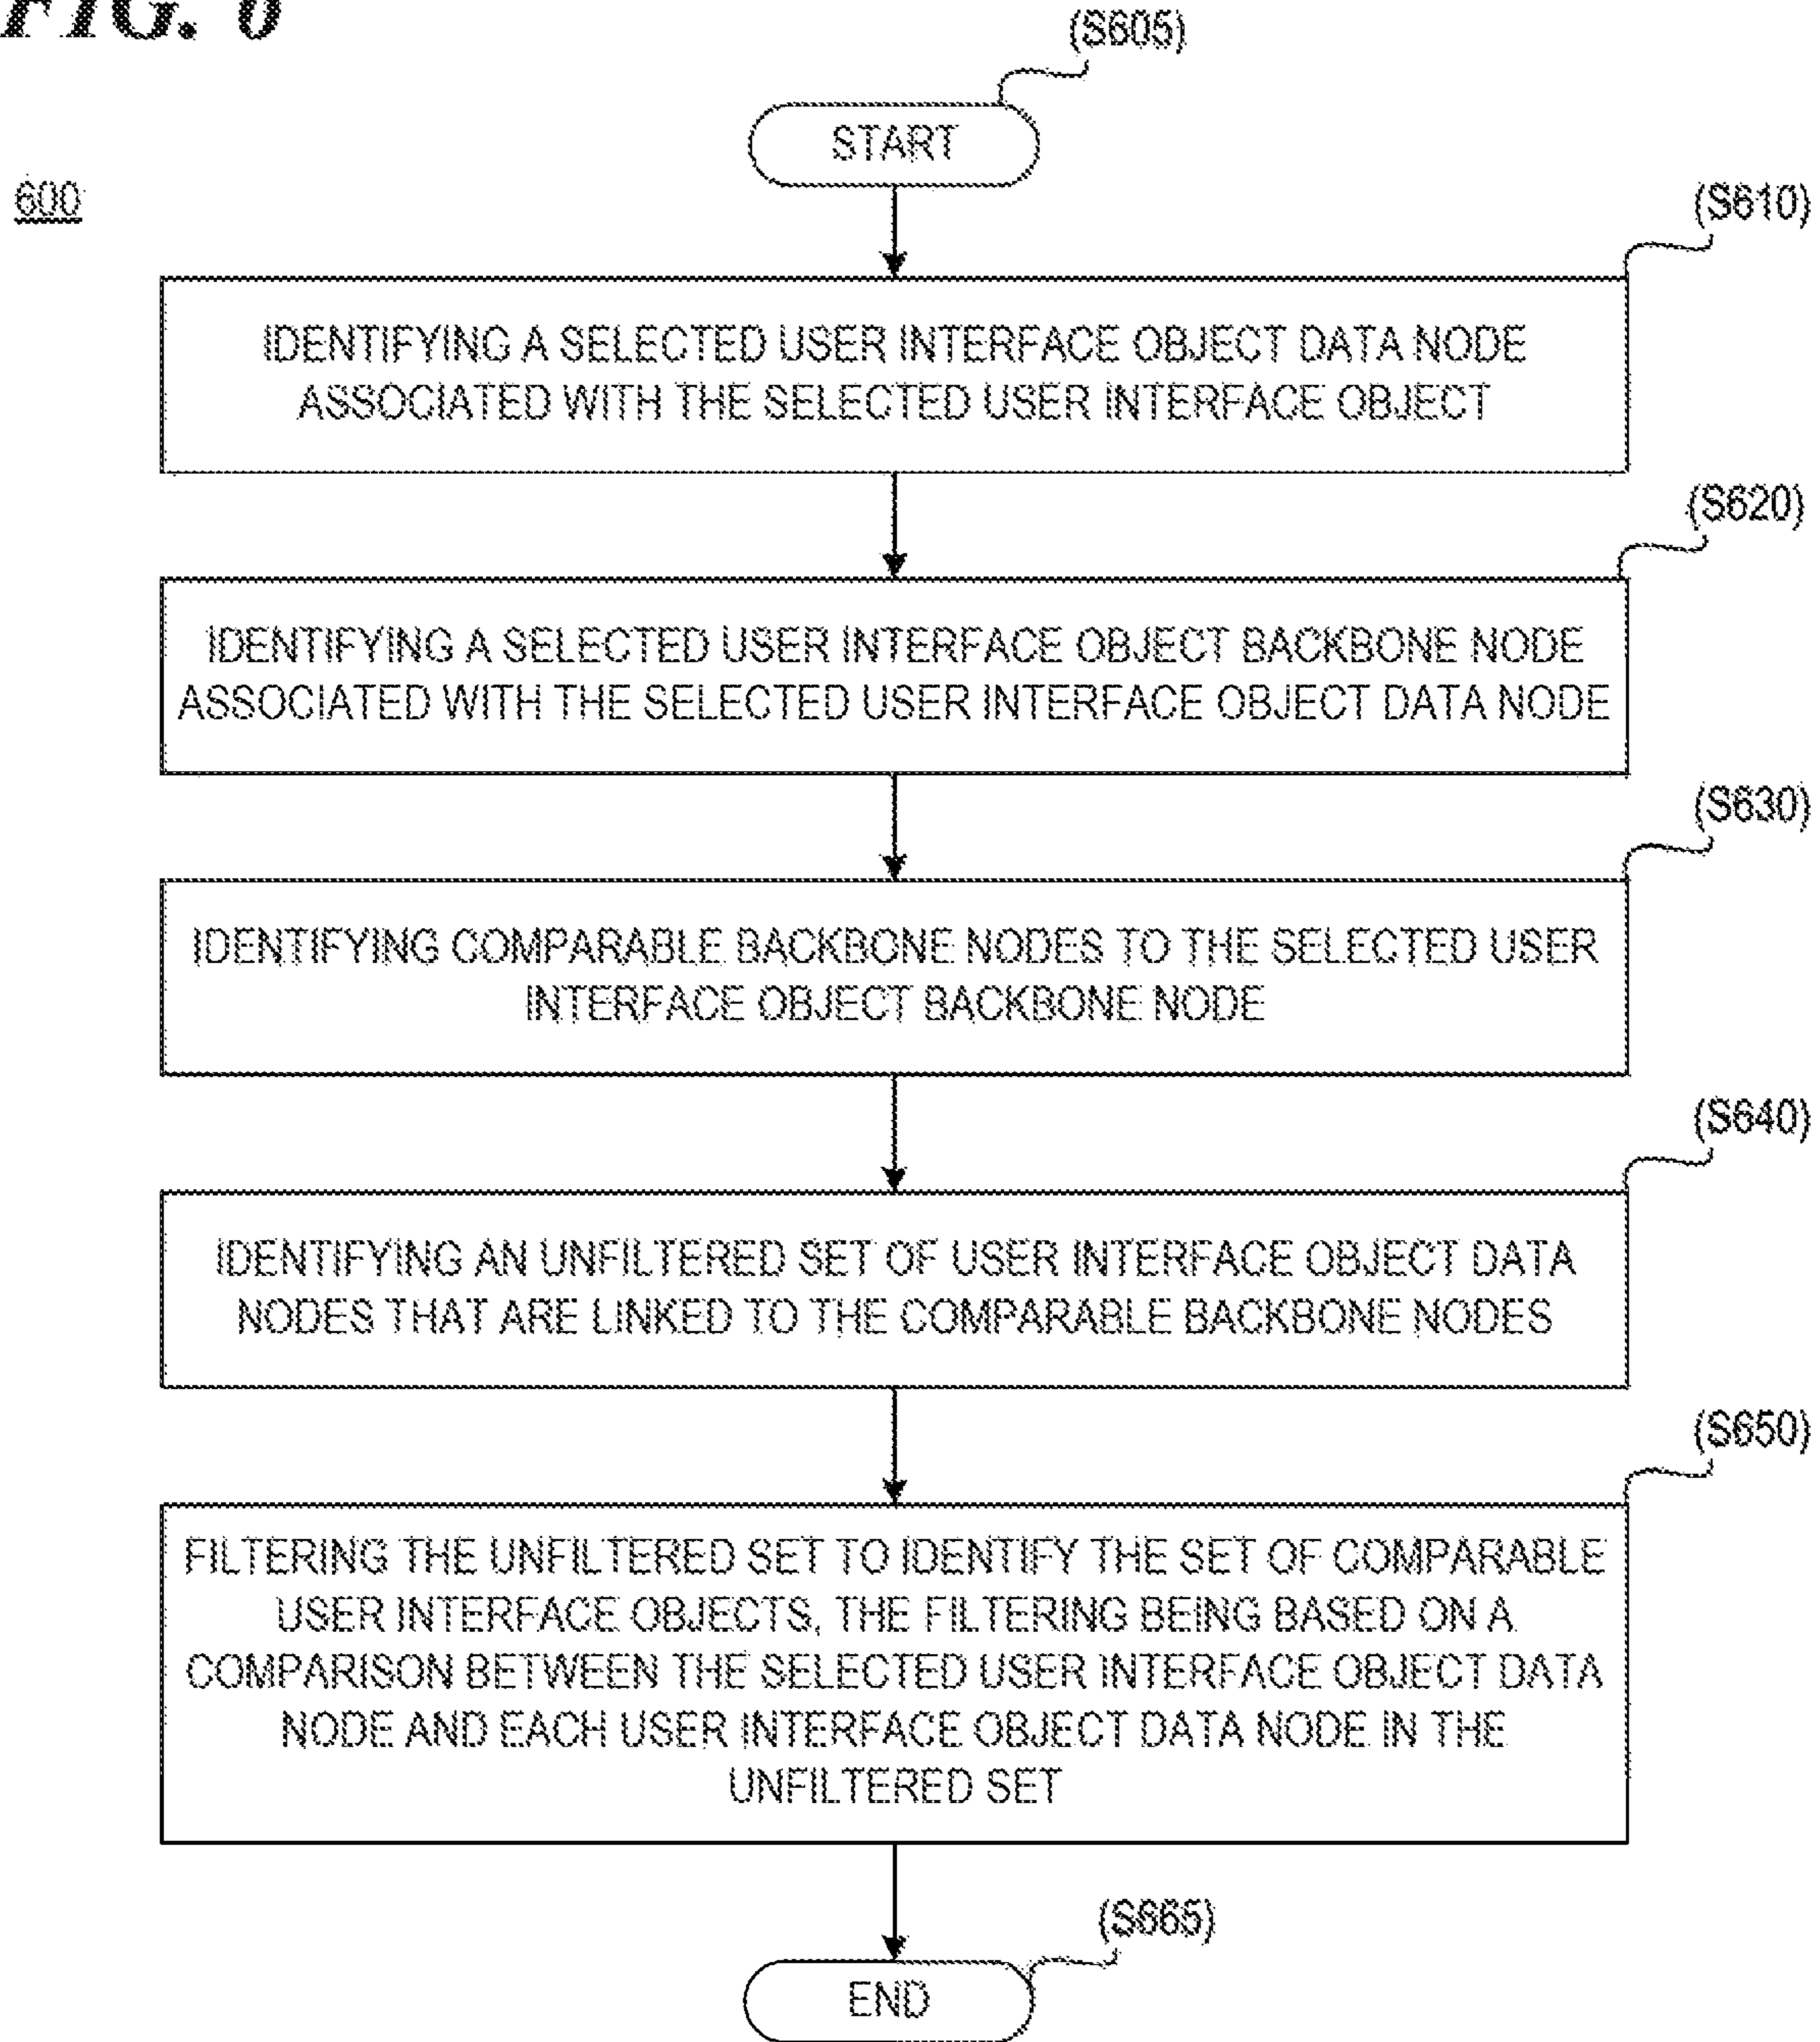 FIG. 6
(S605)
START
600
(S610)
IDENTIFYING A SELECTED USER INTERFACE OBJECT DATA NODE
ASSOCIATED WITH THE SELECTED USER INTERFACE OBJECT
(S620)
IDENTIFYING A SELECTED USER INTERFACE OBJECT BACKBONE NODE
ASSOCIATED WITH THE SELECTED USER INTERFACE OBJECT DATA NODE
(S630)
IDENTIFYING COMPARABLE BACKBONE NODES TO THE SELECTED USER
INTERFACE OBJECT BACKBONE NODE
(S640)
IDENTIFYING AN UNFILTERED SET OF USER INTERFACE OBJECT DATA
NODES THAT ARE LINKED TO THE COMPARABLE BACKBONE NODES
(S650)
FILTERING THE UNFILTERED SET TO IDENTIFY THE SET OF COMPARABLE
USER INTERFACE OBJECTS, THE FILTERING BEING BASED ON A
COMPARISON BETWEEN THE SELECTED USER INTERFACE OBJECT DATA
NODE AND EACH USER INTERFACE OBJECT DATA NODE IN THE
UNFILTERED SET
(S665)
END